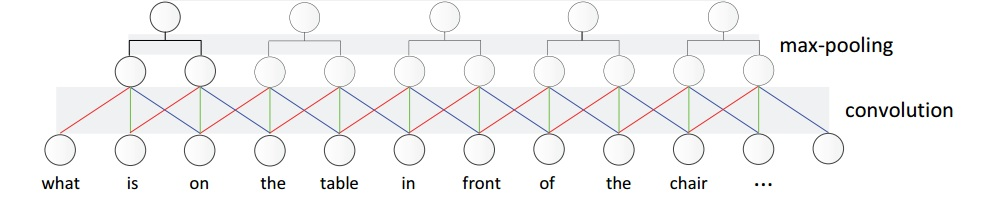 max-pooling
convolution
what is on the table in front of the chair ...